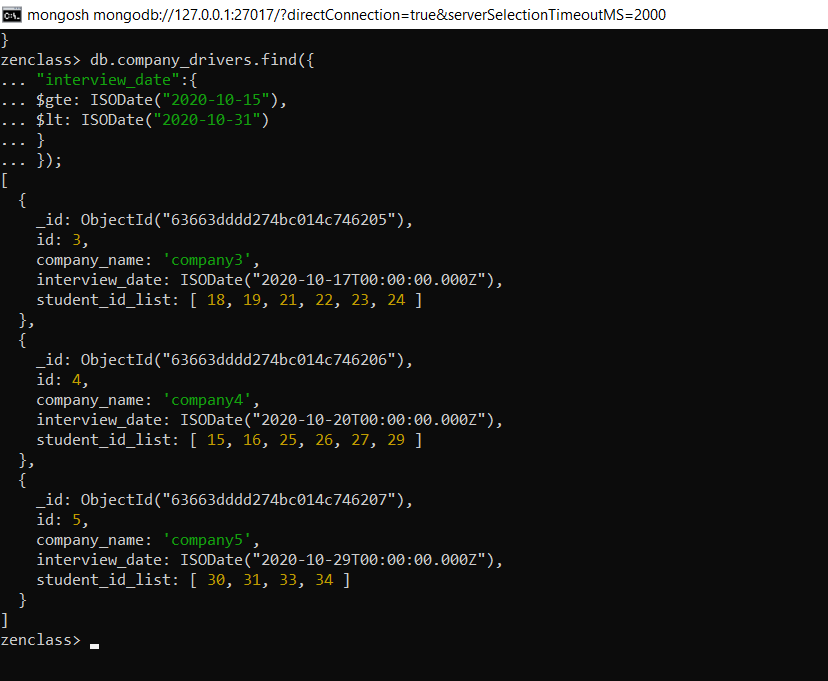 mongosh mongodb://127.0.0.1:27017/?directConnection=true&serverSelectionTimeoutMS=2000
}
zenclass> db.company_drivers.find({
... "interview_date":{
... $gte: ISODate("2020-10-15"),
... $lt: ISODate("2020-10-31")
... }
... });
[
  {
    _id: ObjectId("63663dddd274bc014c746205"),
    id: 3,
    company_name: 'company3',
    interview_date: ISODate("2020-10-17T00:00:00.000Z"),
    student_id_list: [ 18, 19, 21, 22, 23, 24 ]
  },
  {
    _id: ObjectId("63663dddd274bc014c746206"),
    id: 4,
    company_name: 'company4',
    interview_date: ISODate("2020-10-20T00:00:00.000Z"),
    student_id_list: [ 15, 16, 25, 26, 27, 29 ]
  },
  {
    _id: ObjectId("63663dddd274bc014c746207"),
    id: 5,
    company_name: 'company5',
    interview_date: ISODate("2020-10-29T00:00:00.000Z"),
    student_id_list: [ 30, 31, 33, 34 ]
  }
]
zenclass>